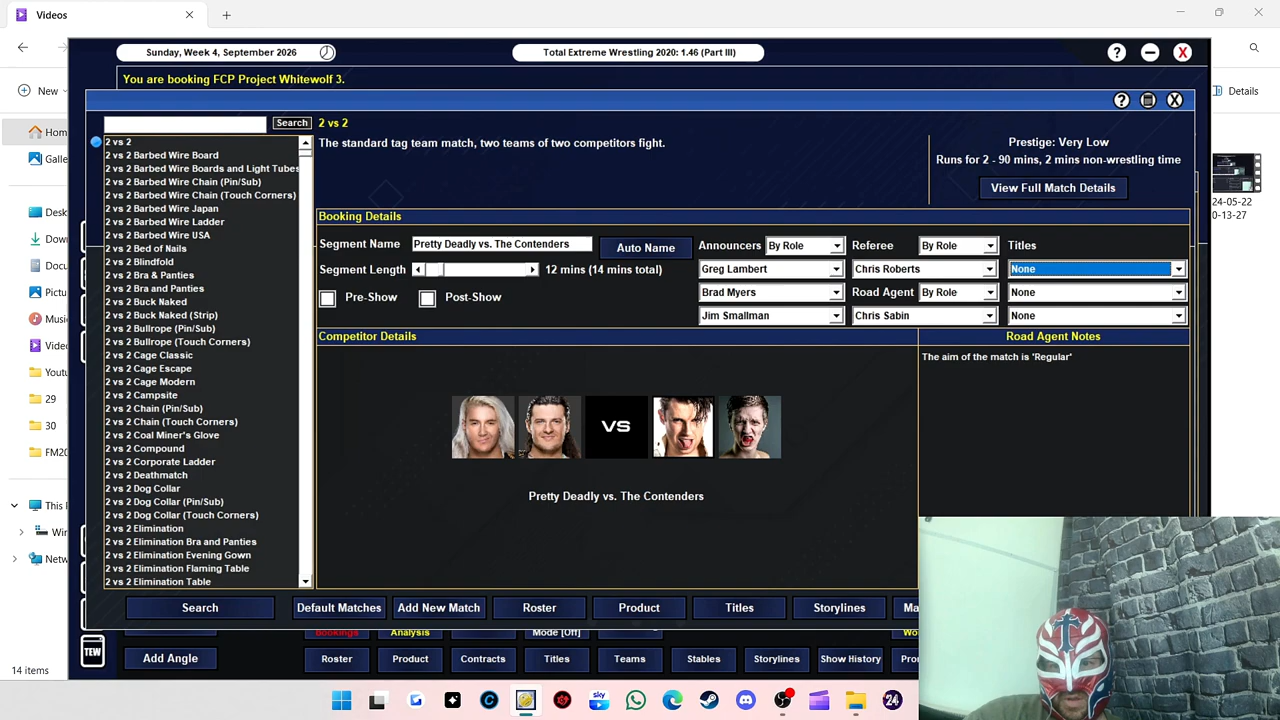 Videos
Sunday, Week 4, September 2026
Total Extreme Wrestling 2020: 1.46 (Part III)
You are booking FCP Project Whitewolf 3.
New
Details
Search
2 vs 2
2 vs 2
The standard tag team match, two teams of two competitors fight.
Prestige: Very Low
Runs for 2 - 90 mins, 2 mins non-wrestling time
View Full Match Details
2 vs 2 Barbed Wire Board
2 vs 2 Barbed Wire Boards and Light Tubes
2 vs 2 Barbed Wire Chain (Pin/Sub)
2 vs 2 Barbed Wire Chain (Touch Corners)
2 vs 2 Barbed Wire Japan
2 vs 2 Barbed Wire Ladder
2 vs 2 Barbed Wire USA
2 vs 2 Bed of Nails
2 vs 2 Blindfold
2 vs 2 Bra & Panties
2 vs 2 Bra and Panties
2 vs 2 Buck Naked
2 vs 2 Buck Naked (Strip)
2 vs 2 Bullrope (Pin/Sub)
2 vs 2 Bullrope (Touch Corners)
2 vs 2 Cage Classic
2 vs 2 Cage Escape
2 vs 2 Cage Modern
2 vs 2 Campsite
2 vs 2 Chain (Pin/Sub)
2 vs 2 Chain (Touch Corners)
2 vs 2 Coal Miner's Glove
2 vs 2 Compound
2 vs 2 Corporate Ladder
2 vs 2 Deathmatch
2 vs 2 Dog Collar
2 vs 2 Dog Collar (Pin/Sub)
2 vs 2 Dog Collar (Touch Corners)
2 vs 2 Elimination
2 vs 2 Elimination Bra and Panties
2 vs 2 Elimination Evening Gown
2 vs 2 Elimination Flaming Table
2 vs 2 Elimination Table
Booking Details
Segment Name
Pretty Deadly vs. The Contenders
Auto Name
Announcers
By Role
Referee
By Role
Titles
Segment Length
12 mins (14 mins total)
Greg Lambert
Chris Roberts
None
Pre-Show
Post-Show
Brad Myers
Road Agent
By Role
None
Jim Smallman
Chris Sabin
None
Competitor Details
Road Agent Notes
The aim of the match is 'Regular'
VS
Pretty Deadly vs. The Contenders
Search
Default Matches
Add New Match
Roster
Product
Titles
Storylines
Ma
Bookings
Analysis
Mode [Off]
Wo
TEW
Add Angle
Roster
Product
Contracts
Titles
Teams
Stables
Storylines
Show History
Pro
Hom
Galle
Desk
Dow
Docu
Pictu
Music
Video
Youtu
29
30
FM20
This I
Wir
Netw
24-05-22
0-13-27
14 items
sky
24